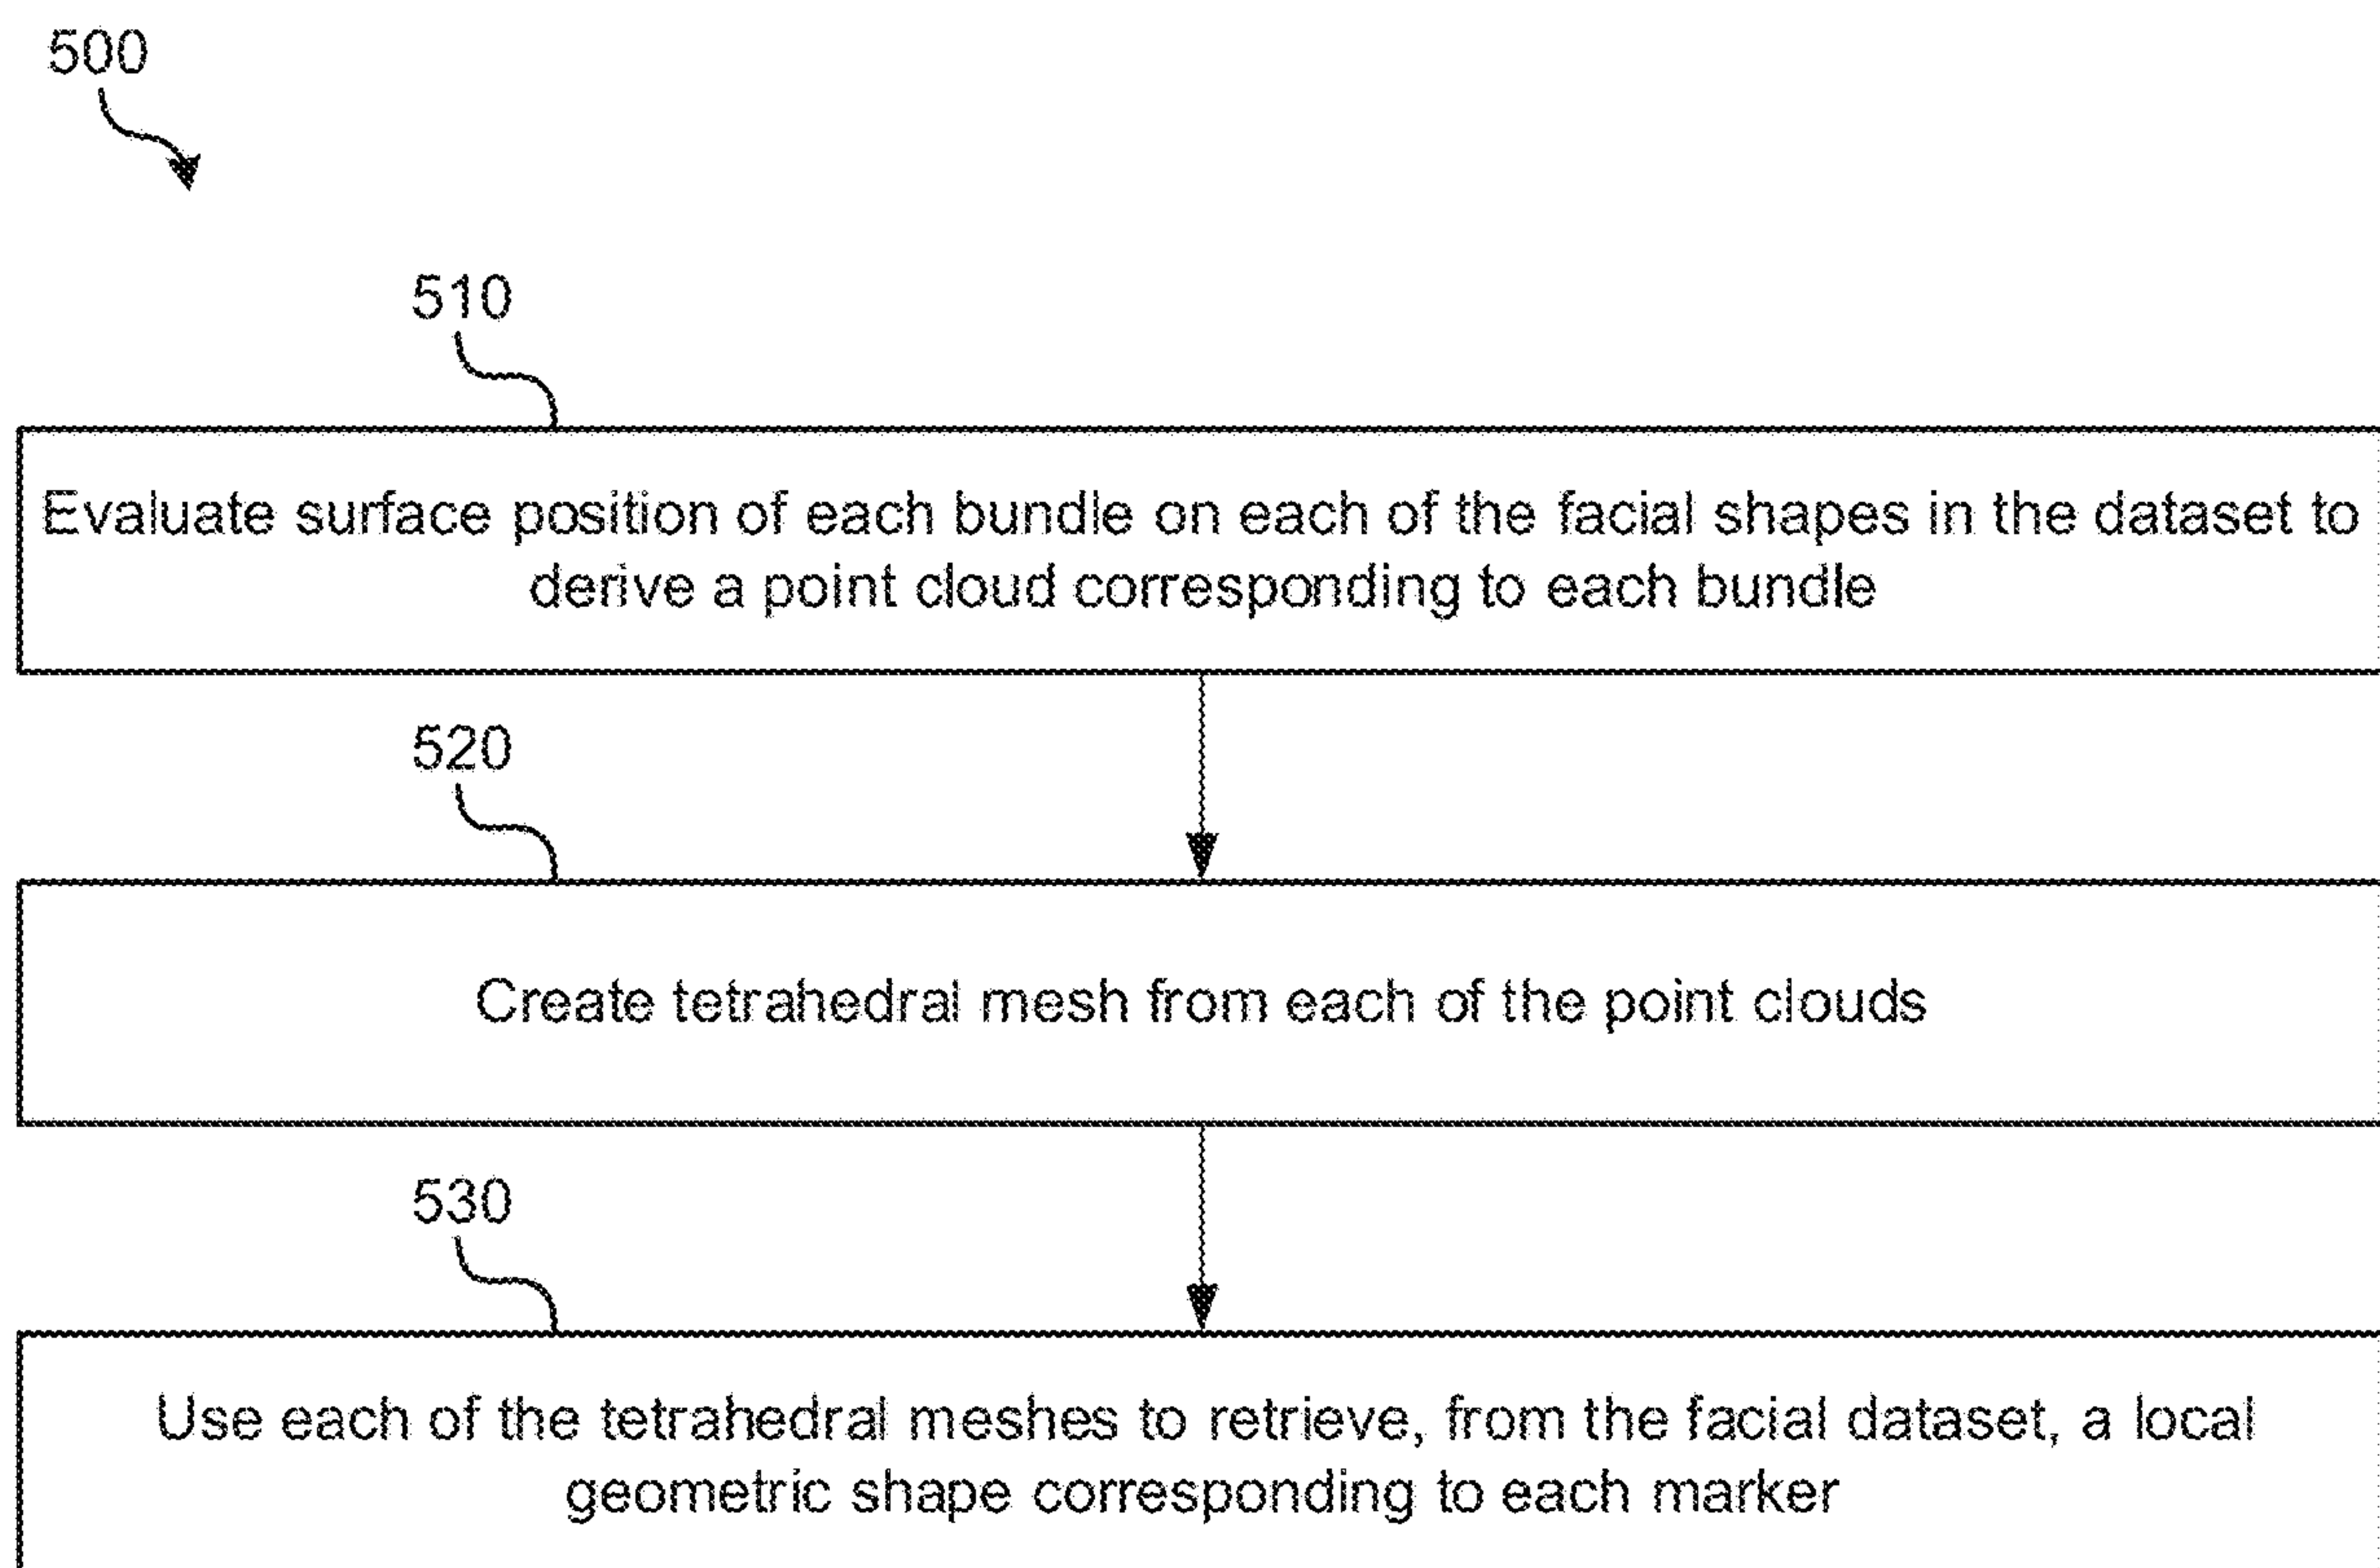 500
510
Evaluate surface position of each bundle on each of the facial shapes in the dataset to
derive a point cloud corresponding to each bundle
520
Create tetrahedral mesh from each of the point clouds
530
Use each of the tetrahedral meshes to retrieve, from the facial dataset, a local
geometric shape corresponding to each marker